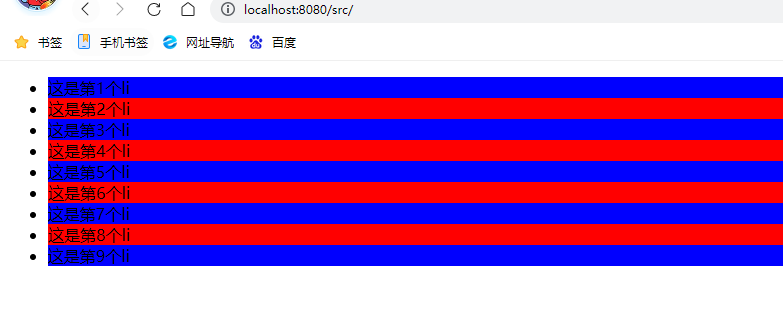 localhost:8080/src/
书签 手机书签 网址导航 百度
这是第1个li
这是第2个li
这是第3个li
这是第4个li
这是第5个li
这是第6个li
这是第7个li
这是第8个li
这是第9个li